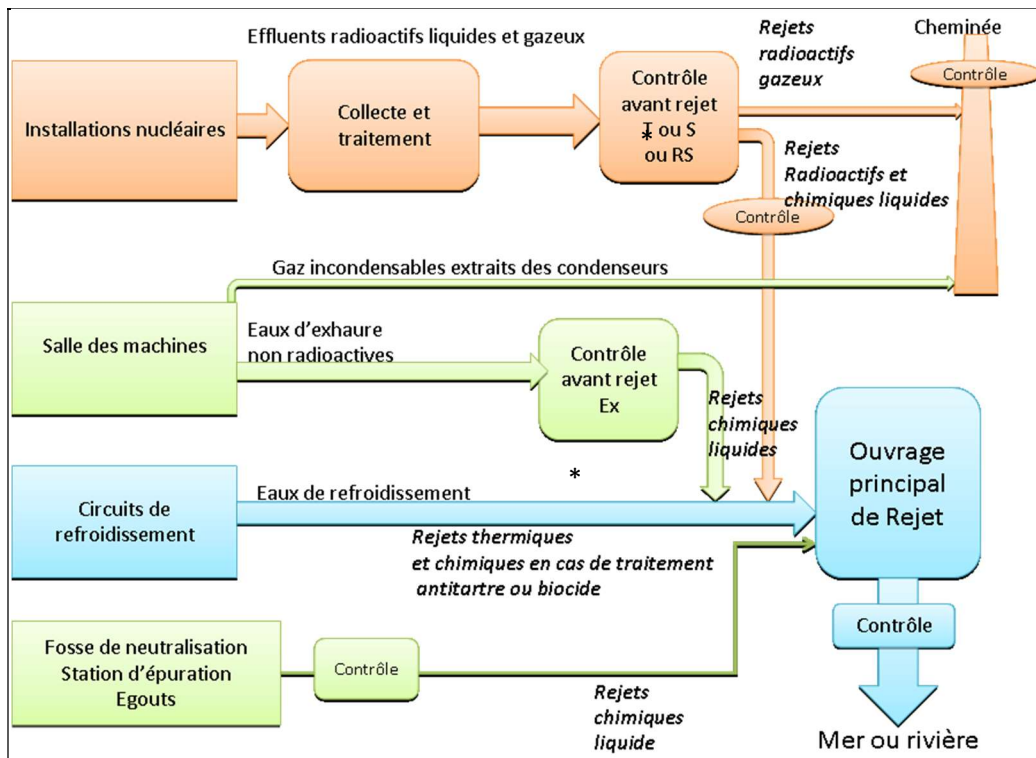 Effluents radioactifs liquides et gazeux
Rejets
radioactifs
gazeux
Cheminée
Contrôle
Installations nucléaires
Collecte et
traitement
Contrôle
avant rejet
T ou S
*
ou RS
Rejets
Radioactifs et
chimiques liquides
Contrôle
Gaz incondensables extraits des condenseurs
Salle des machines
Eaux d'exhaure
non radioactives
Contrôle
avant rejet
Ex
Rejets
chimiques
liquides
Ouvrage
principal
de Rejet
*
Circuits de
refroidissement
Eaux de refroidissement
Rejets thermiques
et chimiques en cas de traitement
antitartre ou biocide
Contrôle
Fosse de neutralisation
Station d'épuration
Egouts
Contrôle
Rejets
chimiques
liquide
Mer ou rivière